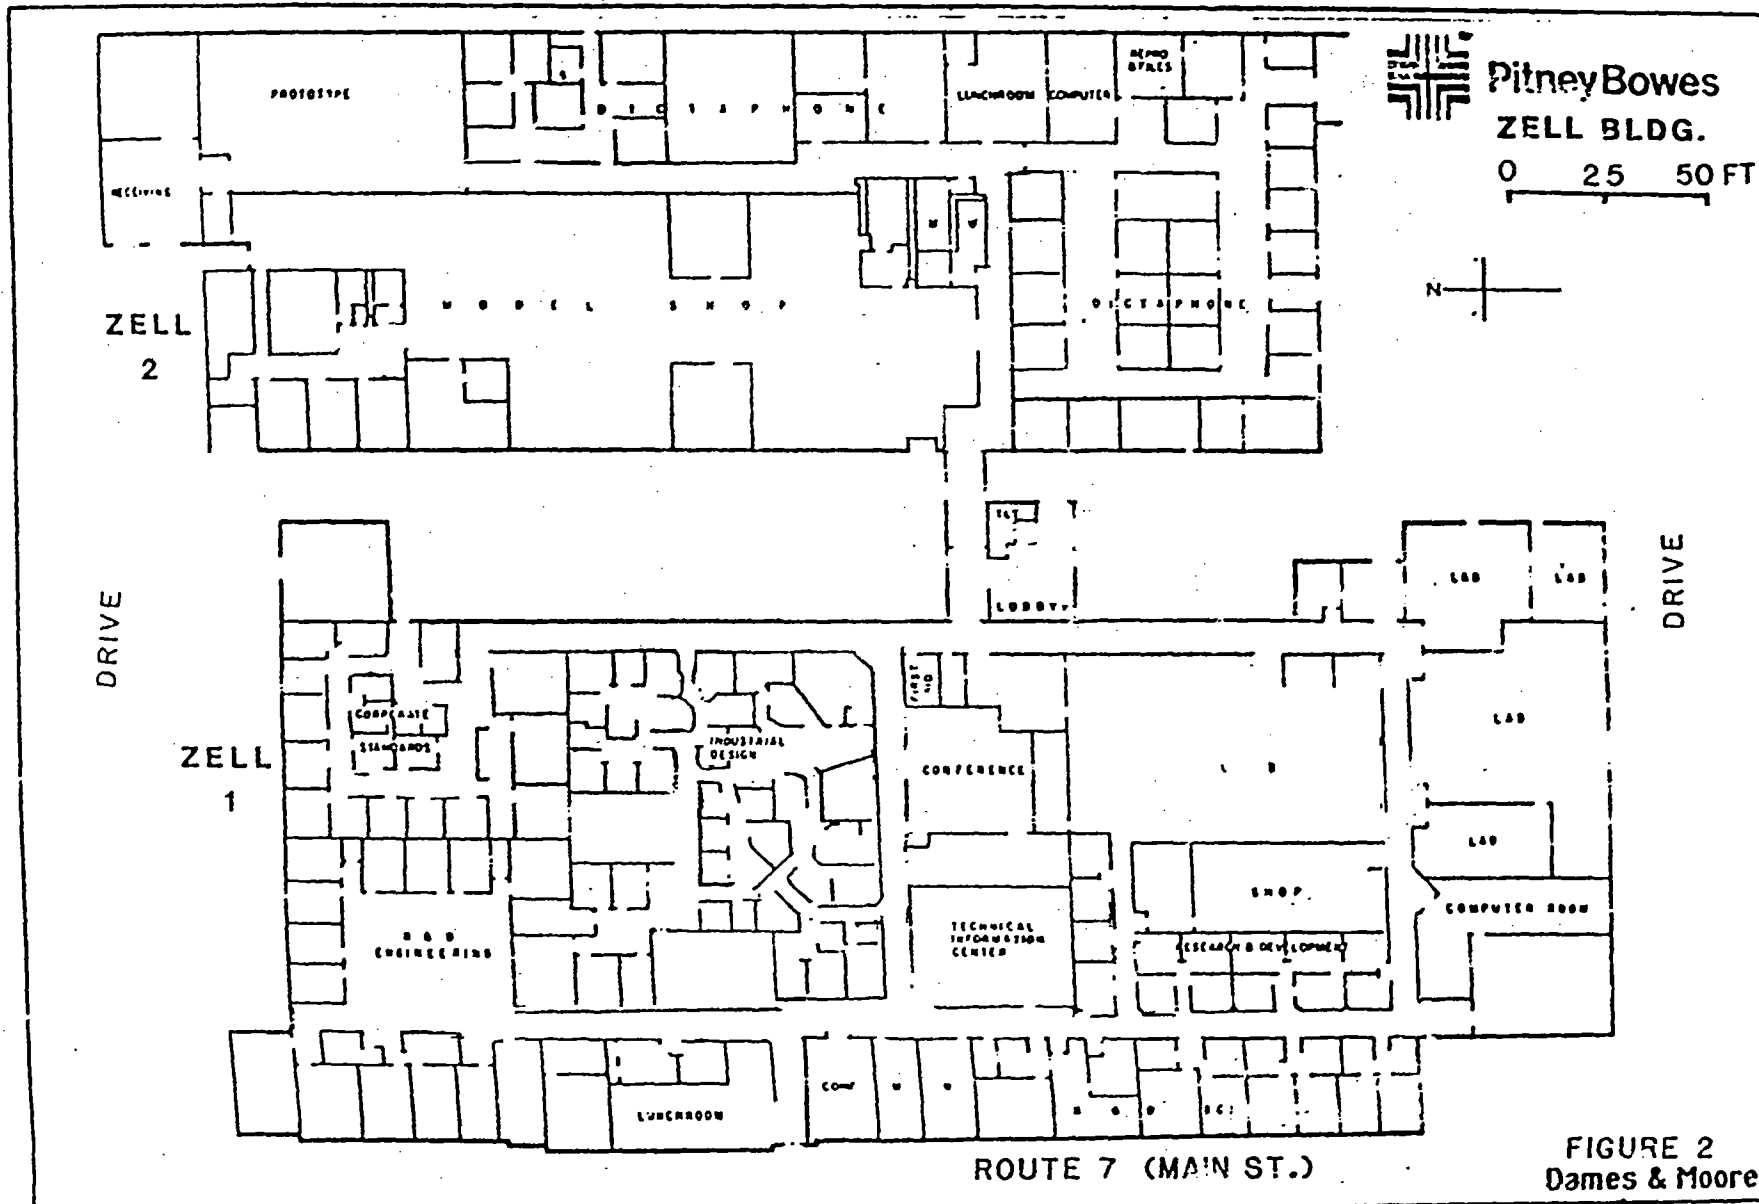 PROTOTYPE
DICTAPHONE
LUNCHROOM
COMPUTER
REPRO
& FILES
PitneyBowes
ZELL BLDG.
0 25 50 FT
RECEIVING
N
MODEL SHOP
DICTAPHONE
ZELL
2
TLT
LOBBY
LAB
LAB
DRIVE
DRIVE
FIRST
AID
CORPORATE
STANDARDS
INDUSTRIAL
DESIGN
CONFERENCE
LAB
ZELL
1
LAB
SHOP
COMPUTER ROOM
R & D
ENGINEERING
TECHNICAL
INFORMATION
CENTER
RESEARCH & DEVELOPMENT
CONF
LUNCHROOM
R & D
ROUTE 7 (MAIN ST.)
FIGURE 2
Dames & Moore